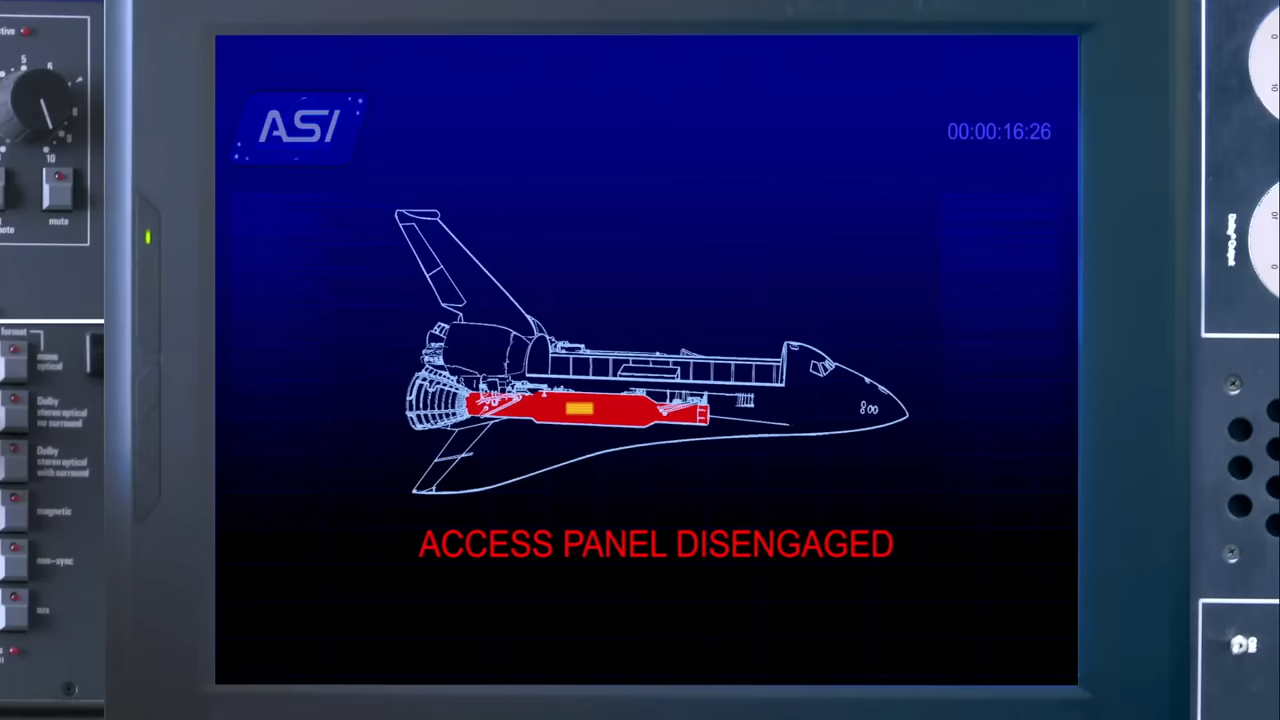 5
10
mute
format
ASI
00:00:16:26
ACCESS PANEL DISENGAGED
Dolby
stereo optical
no surround
Dolby
stereo optical
with surround
magnetic
non-sync